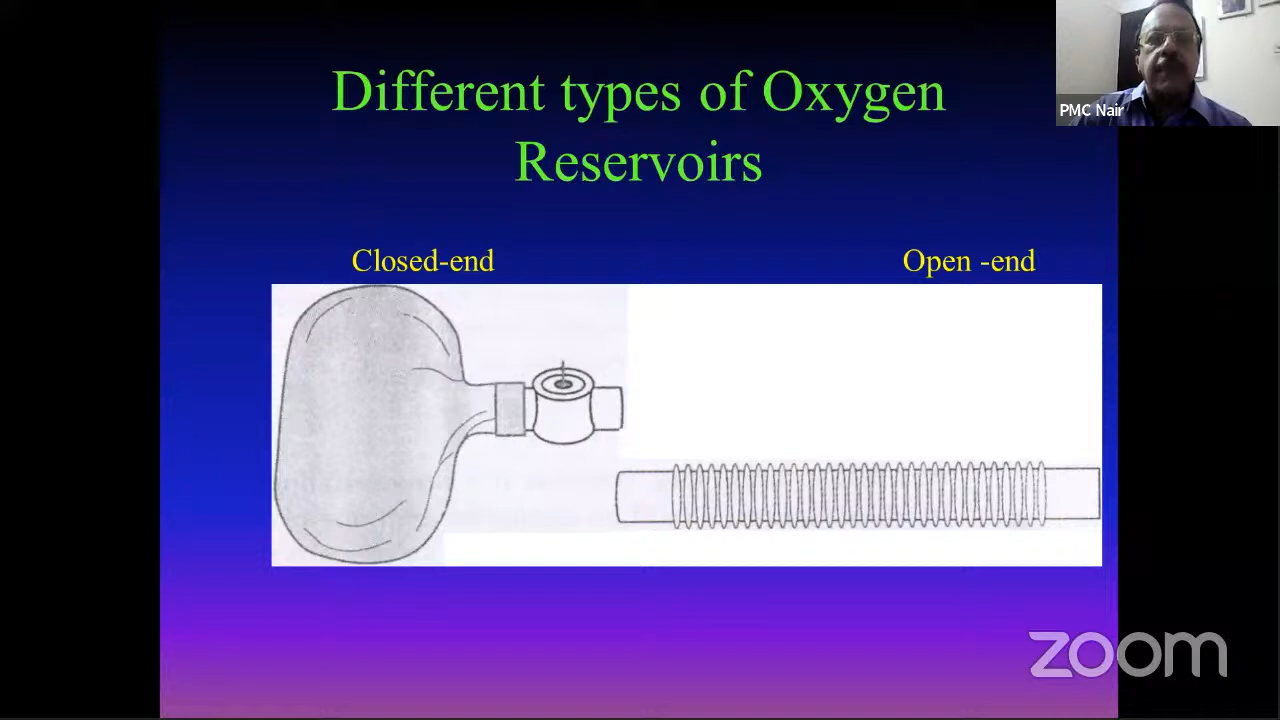 Different types of Oxygen
Reservoirs
PMC Nair
Closed-end
Open -end
zoom